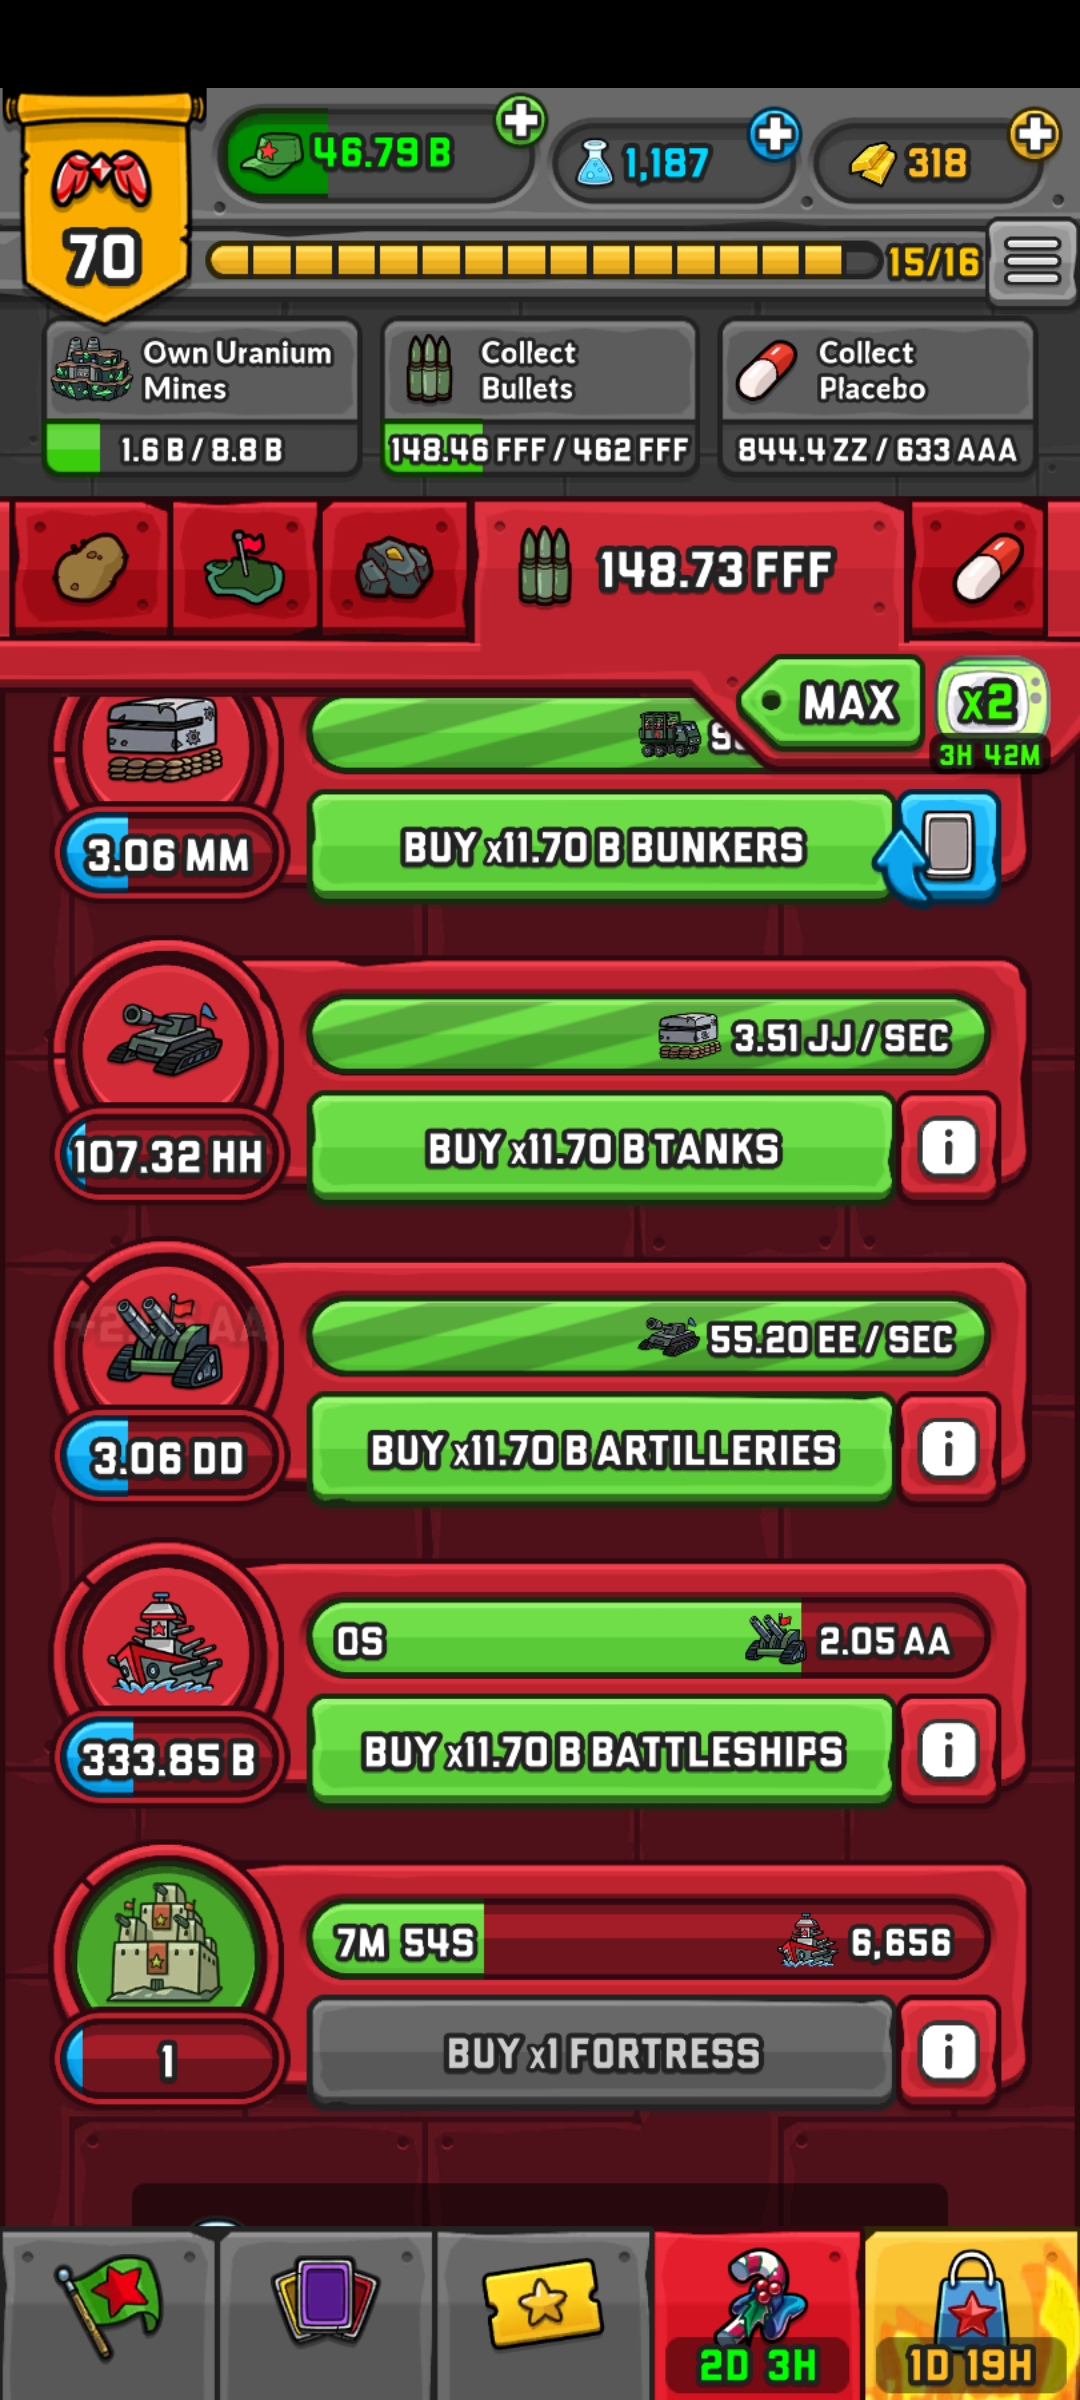 70
46.79 B
1,187
318
15/16
Own Uranium
Mines
1.6 B / 8.8 B
Collect
Bullets
148.46 FFF / 462 FFF
Collect
Placebo
844.4 ZZ / 633 AAA
148.73 FFF
MAX
x2
3H 42M
3.06 MM
BUY x11.70 B BUNKERS
3.51 JJ / SEC
107.32 HH
BUY x11.70 B TANKS
55.20 EE / SEC
3.06 DD
BUY x11.70 B ARTILLERIES
0S
2.05 AA
333.85 B
BUY x11.70 B BATTLESHIPS
7M 54S
6,656
1
BUY x1 FORTRESS
2D 3H
1D 19H